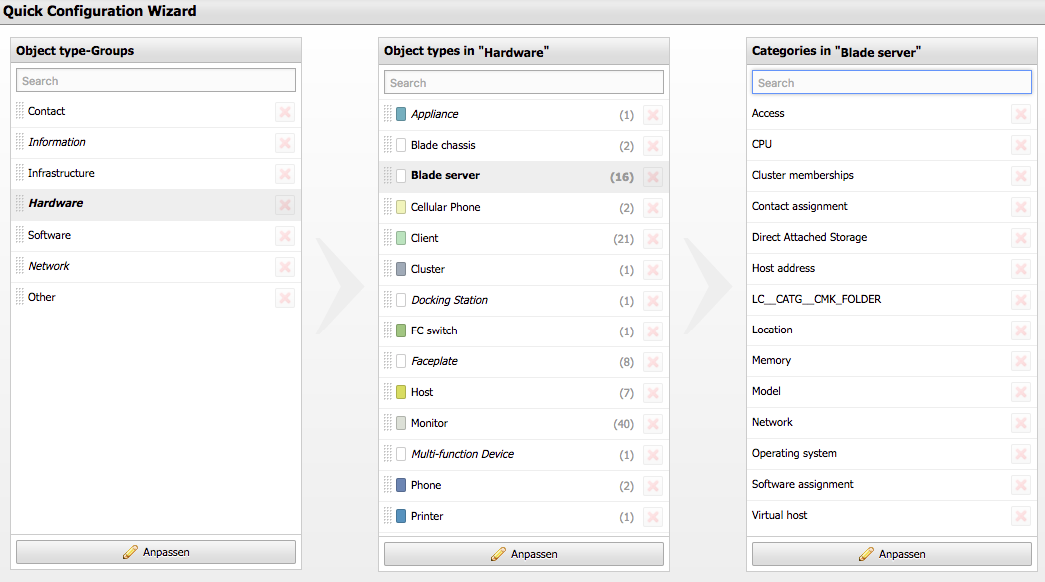 Quick Configuration Wizard
Object type-Groups
Search
Contact
Information
Infrastructure
Hardware
Software
Network
Other
Anpassen
Object types in "Hardware"
Search
Appliance (1)
Blade chassis (2)
Blade server (16)
Cellular Phone (2)
Client (21)
Cluster (1)
Docking Station (1)
FC switch (1)
Faceplate (8)
Host (7)
Monitor (40)
Multi-function Device (1)
Phone (2)
Printer (1)
Anpassen
Categories in "Blade server"
Search
Access
CPU
Cluster memberships
Contact assignment
Direct Attached Storage
Host address
LC__CATG__CMK_FOLDER
Location
Memory
Model
Network
Operating system
Software assignment
Virtual host
Anpassen